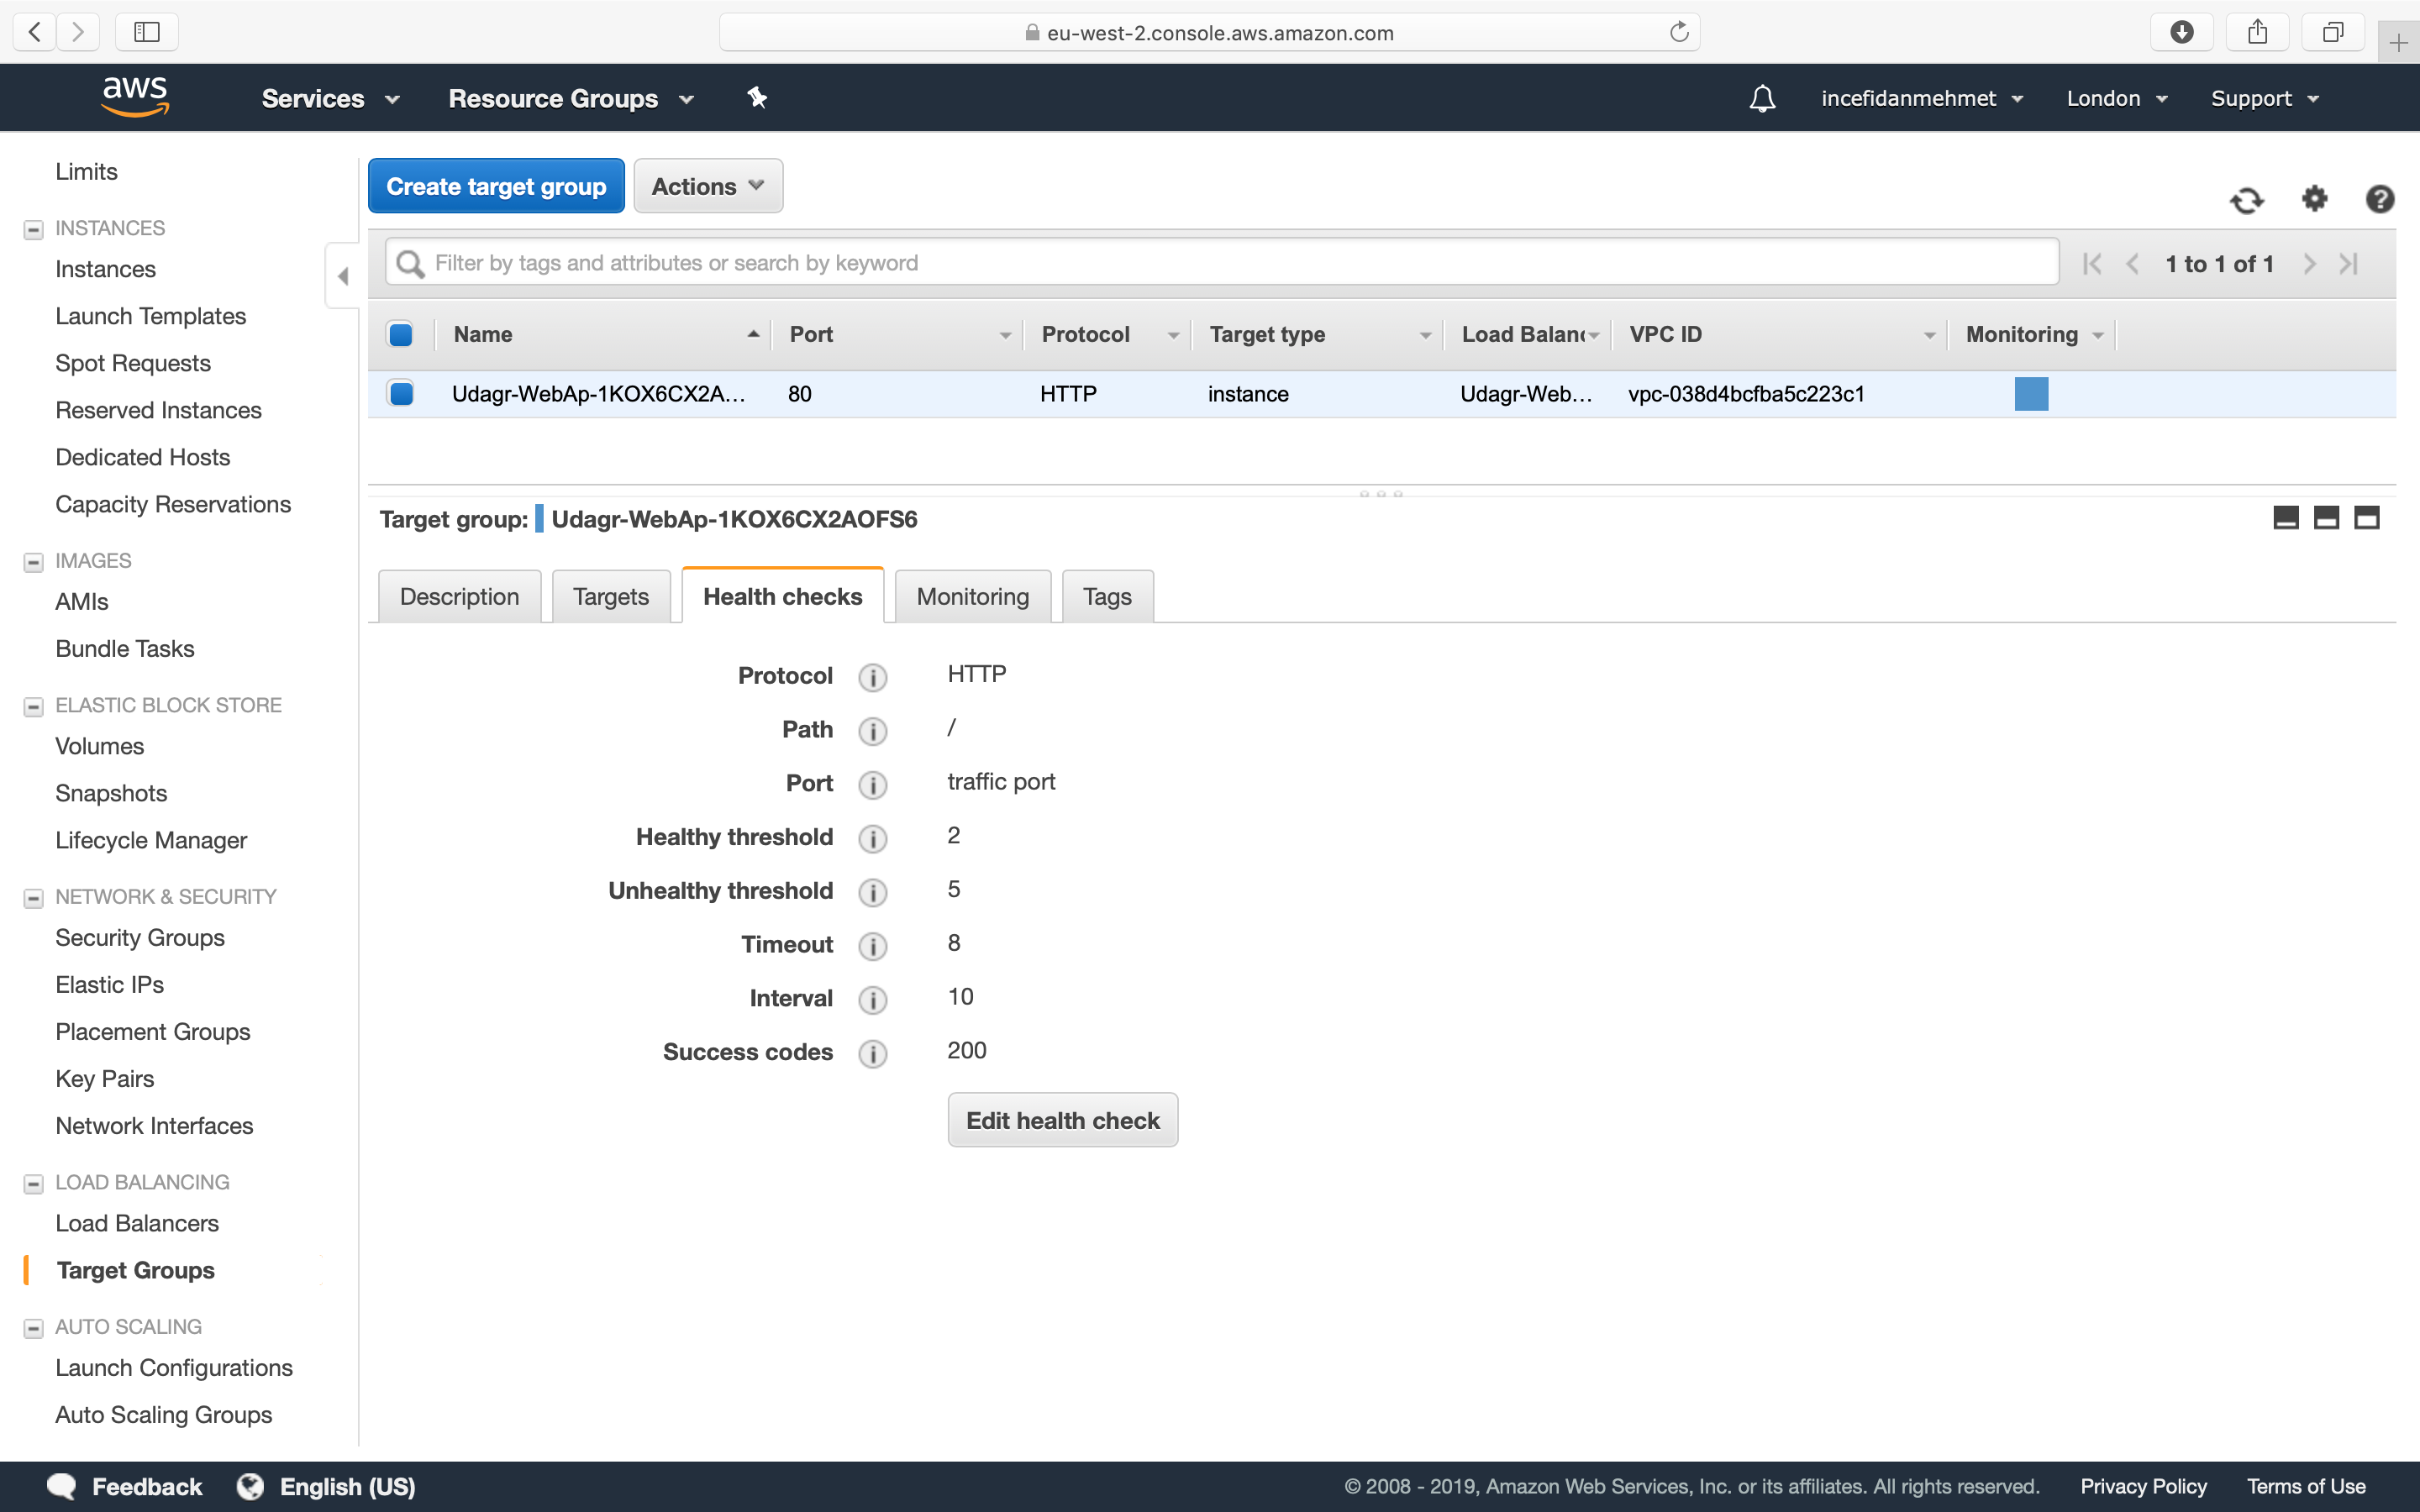 eu-west-2.console.aws.amazon.com
aws Services Resource Groups incefidanmehmet London Support
Limits
INSTANCES
Instances
Launch Templates
Spot Requests
Reserved Instances
Dedicated Hosts
Capacity Reservations
IMAGES
AMIs
Bundle Tasks
ELASTIC BLOCK STORE
Volumes
Snapshots
Lifecycle Manager
NETWORK & SECURITY
Security Groups
Elastic IPs
Placement Groups
Key Pairs
Network Interfaces
LOAD BALANCING
Load Balancers
Target Groups
AUTO SCALING
Launch Configurations
Auto Scaling Groups
Create target group Actions
Filter by tags and attributes or search by keyword 1 to 1 of 1
Name Port Protocol Target type Load Balanc VPC ID Monitoring
Udagr-WebAp-1KOX6CX2A... 80 HTTP instance Udagr-Web... vpc-038d4bcfba5c223c1
Target group: Udagr-WebAp-1KOX6CX2AOFS6
Description Targets Health checks Monitoring Tags
Protocol HTTP
Path /
Port traffic port
Healthy threshold 2
Unhealthy threshold 5
Timeout 8
Interval 10
Success codes 200
Edit health check
Feedback English (US) © 2008 - 2019, Amazon Web Services, Inc. or its affiliates. All rights reserved. Privacy Policy Terms of Use